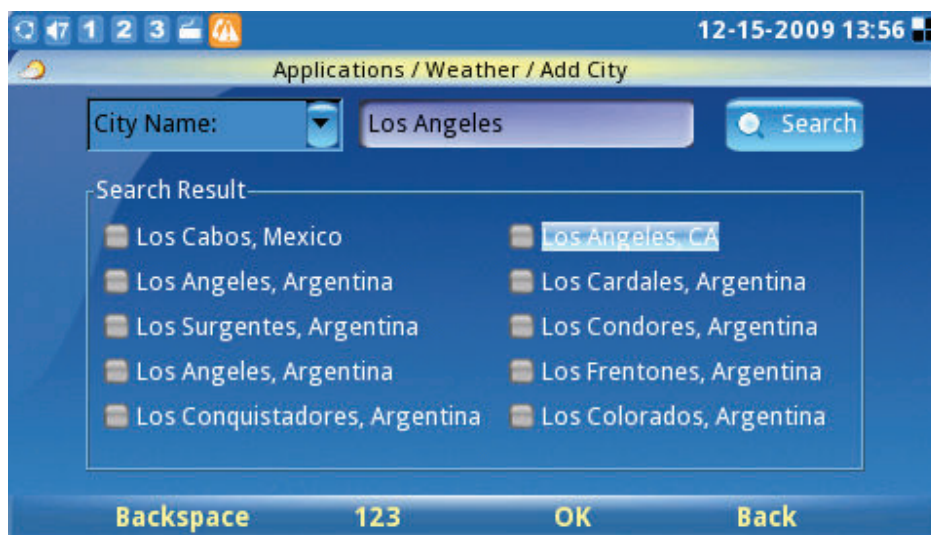 47 1 2 3 12-15-2009 13:56
Applications / Weather / Add City
City Name: Los Angeles Search
Search Result
Los Cabos, Mexico Los Angeles, CA
Los Angeles, Argentina Los Cardales, Argentina
Los Surgentes, Argentina Los Condores, Argentina
Los Angeles, Argentina Los Frentones, Argentina
Los Conquistadores, Argentina Los Colorados, Argentina
Backspace 123 OK Back